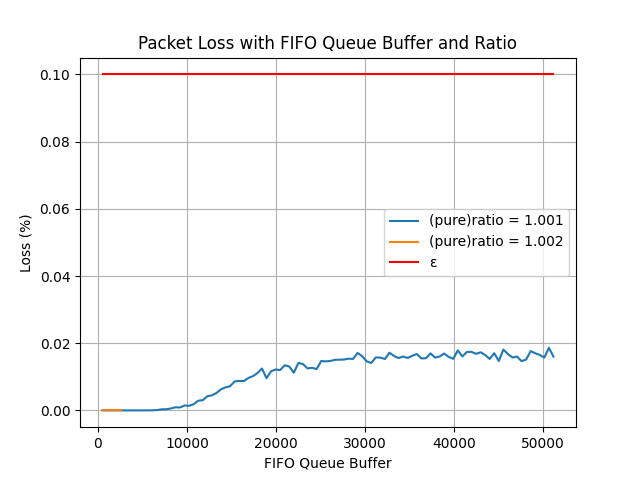 Packet Loss with FIFO Queue Buffer and Ratio
0.10
0.08
0.06
0.04
0.02
0.00
Loss (%)
(pure)ratio = 1.001
(pure)ratio = 1.002
ε
0 10000 20000 30000 40000 50000
FIFO Queue Buffer